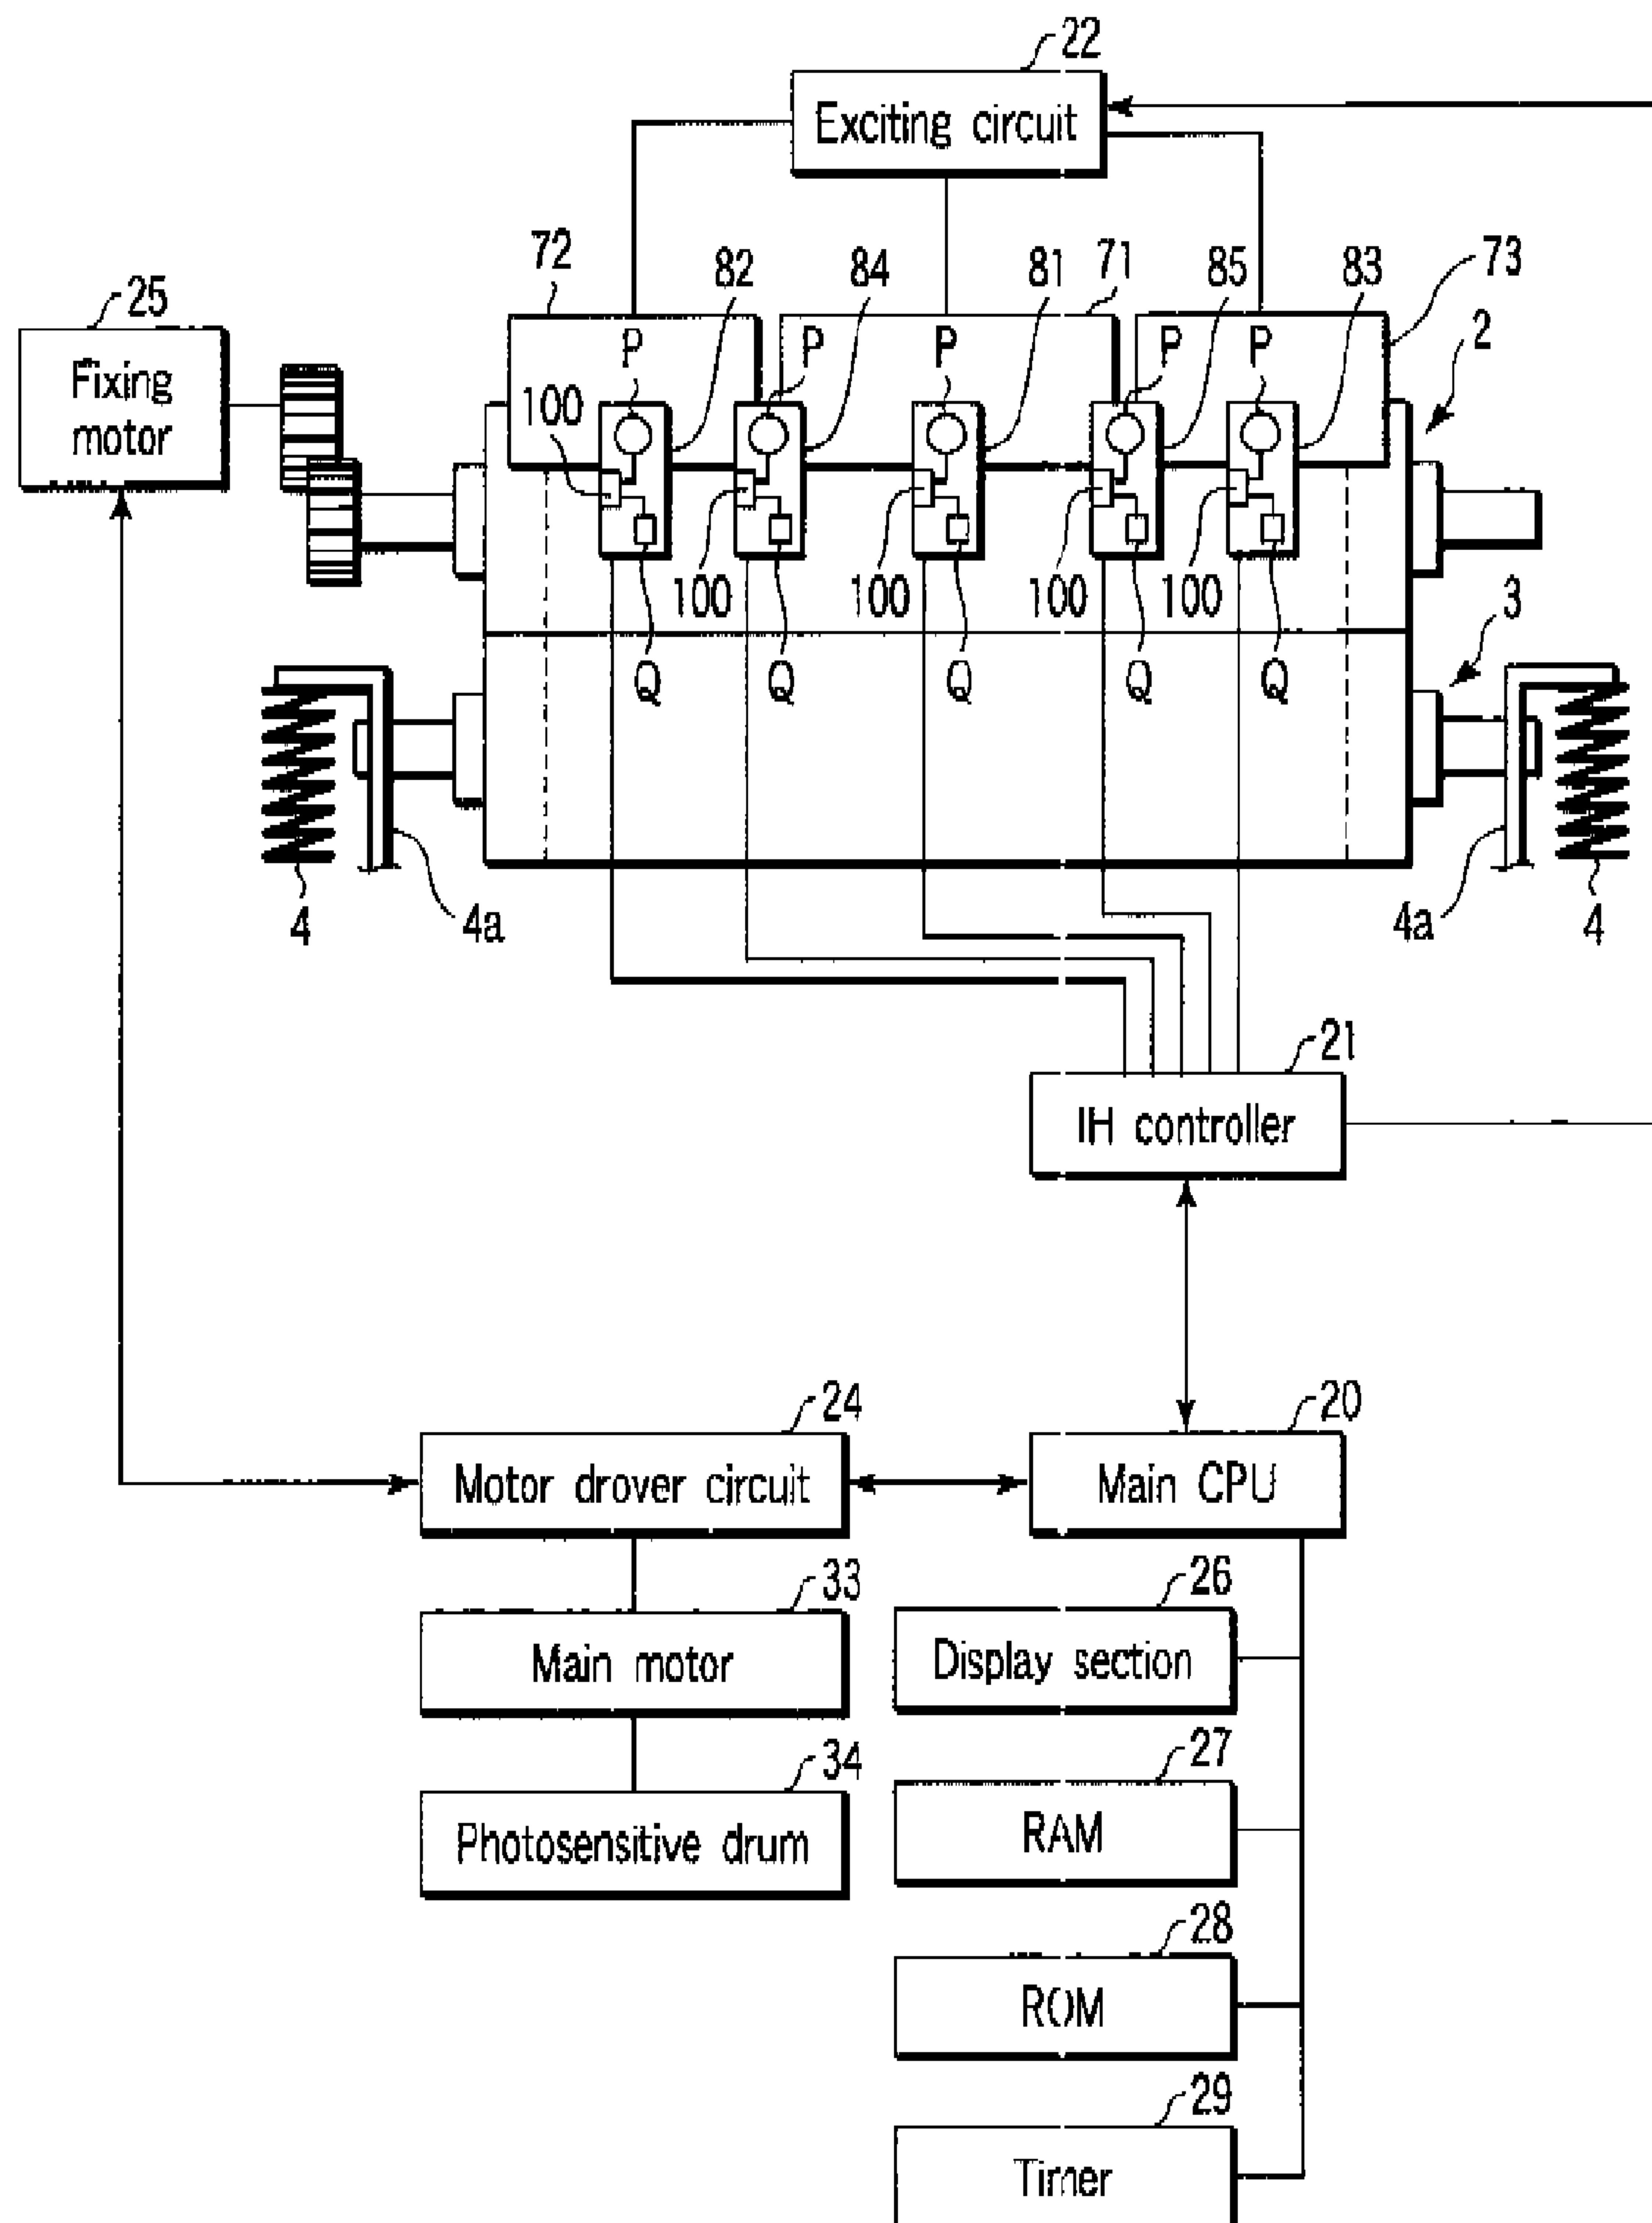 22
Exciting circuit
72
82
84
81
71
85
83
73
2
25
Fixing
motor
P
P
P
P
P
100
100
100
100
100
Q
Q
Q
Q
Q
3
4
4a
4a
4
21
IH controller
24
Motor drover circuit
20
Main CPU
33
Main motor
26
Display section
34
Photosensitive drum
27
RAM
28
ROM
29
Timer